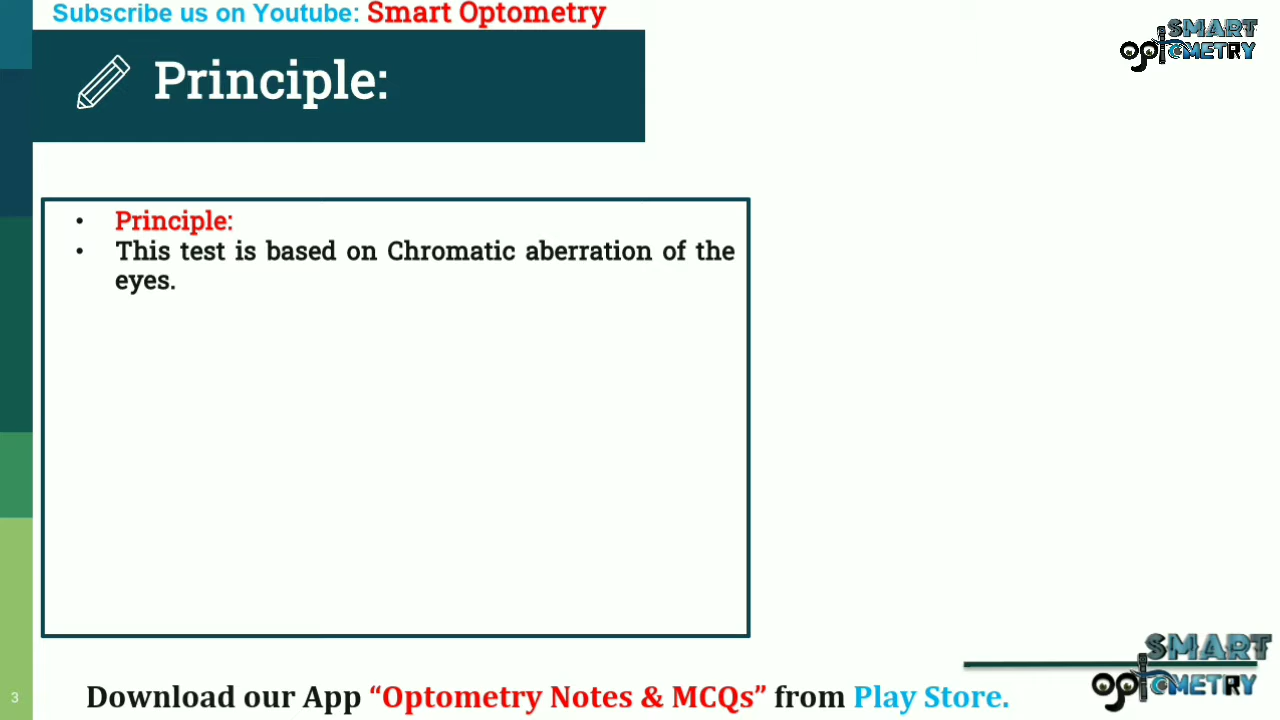 Subscribe us on Youtube: Smart Optometry
SMART
optometry
Principle:
• Principle:
• This test is based on Chromatic aberration of the
eyes.
SMART
optometry
3
Download our App “Optometry Notes & MCQs” from Play Store.